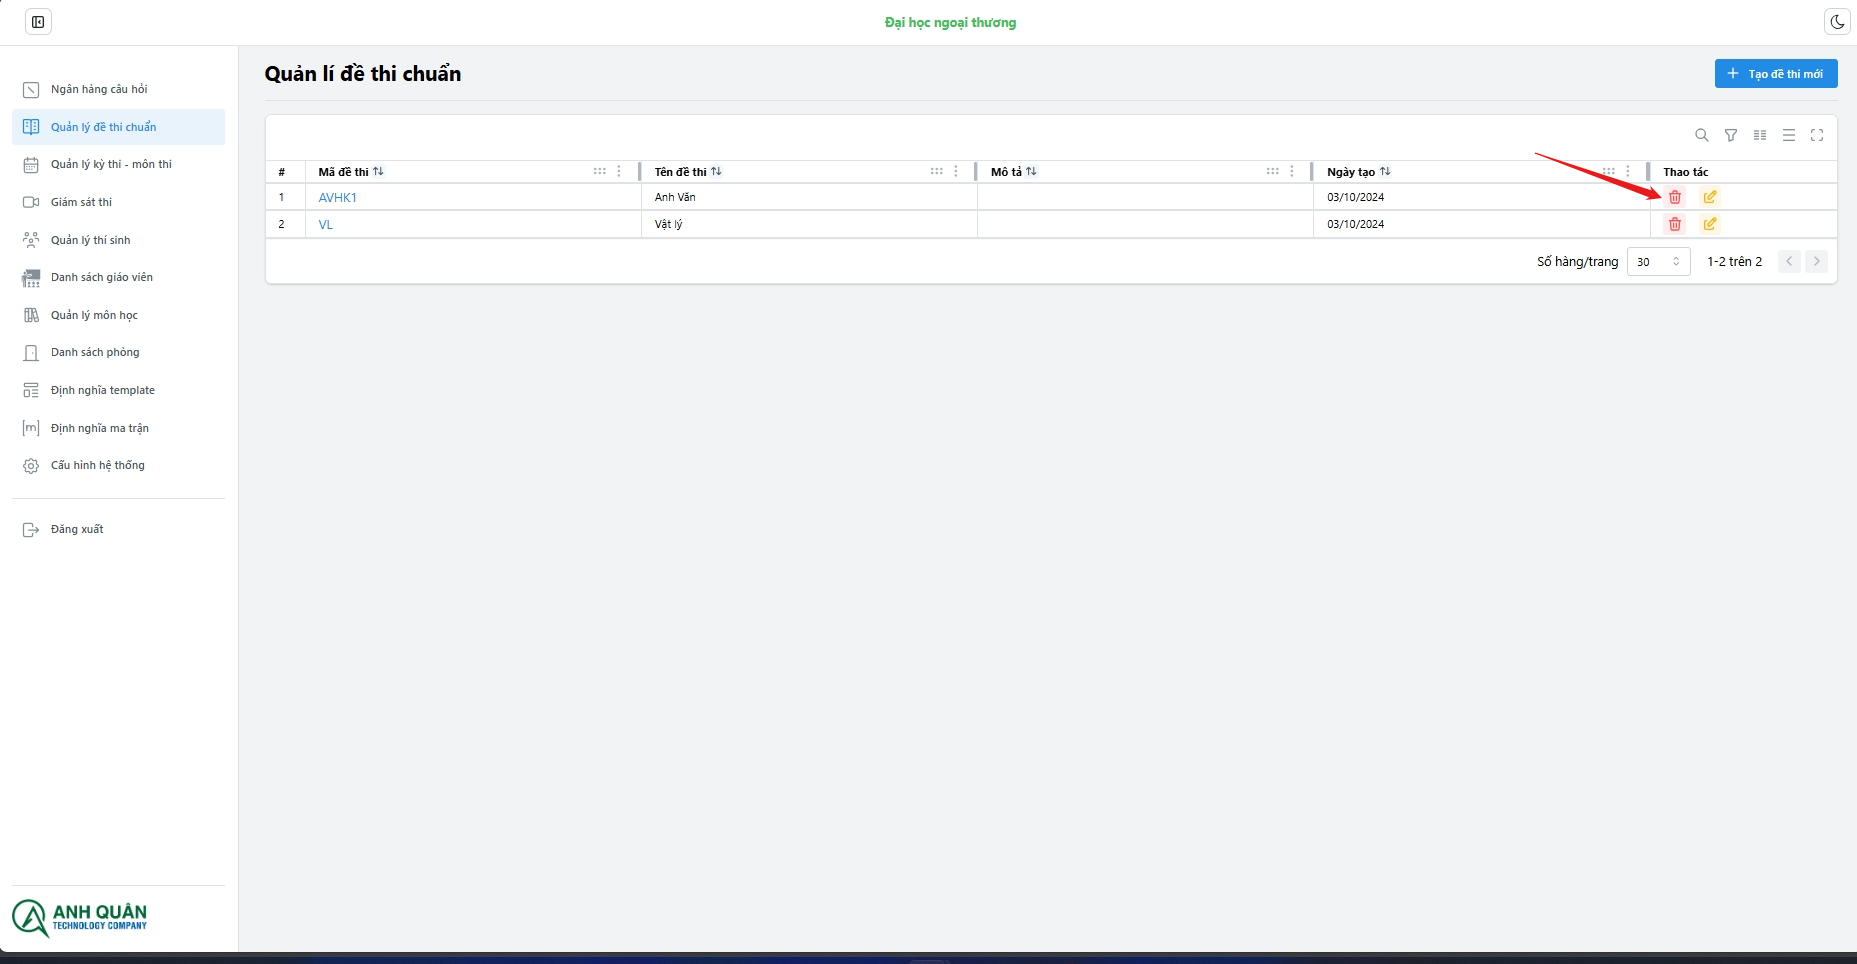 Đại học ngoại thương
Ngân hàng câu hỏi
Quản lý đề thi chuẩn
Quản lý kỳ thi - môn thi
Giám sát thi
Quản lý thí sinh
Danh sách giáo viên
Quản lý môn học
Danh sách phòng
Định nghĩa template
Định nghĩa ma trận
Cấu hình hệ thống
Đăng xuất
ANH QUÂN
TECHNOLOGY COMPANY
Quản lí đề thi chuẩn
Tạo đề thi mới
# Mã đề thi Tên đề thi Mô tả Ngày tạo Thao tác
1 AVHK1 Anh Văn 03/10/2024
2 VL Vật lý 03/10/2024
Số hàng/trang 30 1-2 trên 2